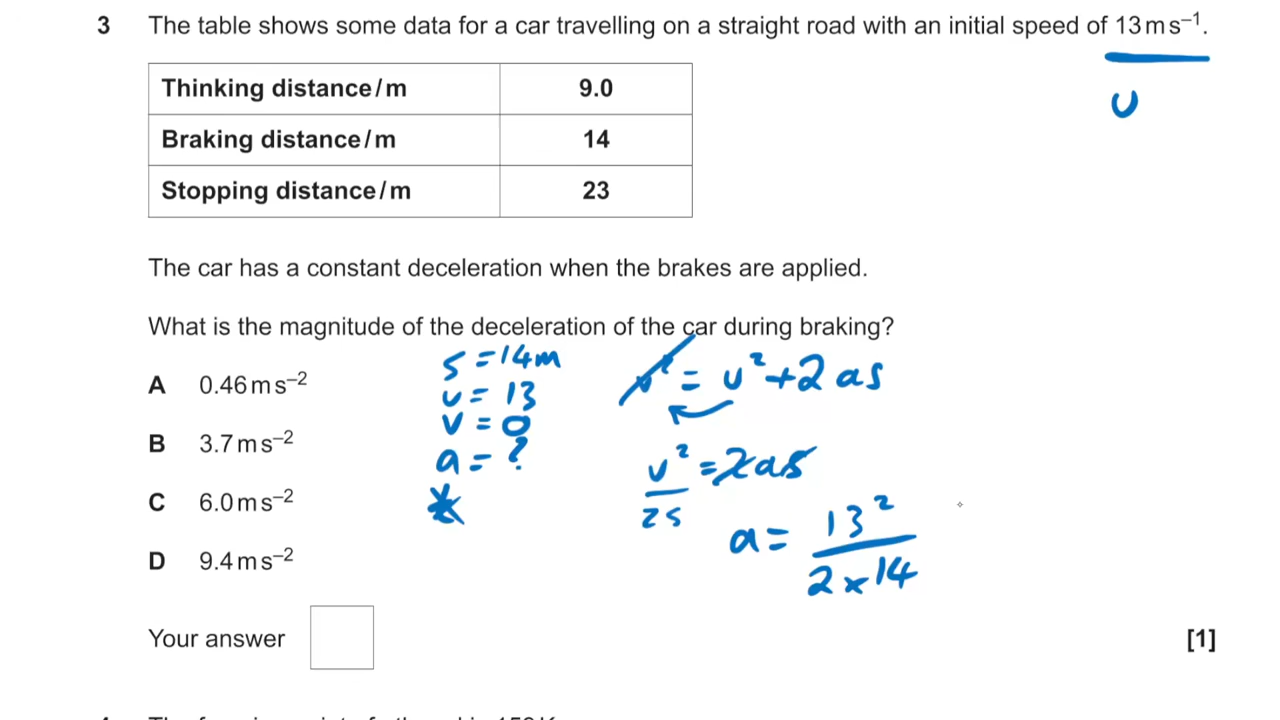 3 The table shows some data for a car travelling on a straight road with an initial speed of 13 m s⁻¹.
u
Thinking distance / m 9.0
Braking distance / m 14
Stopping distance / m 23
The car has a constant deceleration when the brakes are applied.
What is the magnitude of the deceleration of the car during braking?
A 0.46 m s⁻²
B 3.7 m s⁻²
C 6.0 m s⁻²
D 9.4 m s⁻²
s = 14m
u = 13
v = 0
a = ?
t
v² = u² + 2as
u² = 2as
2s
a = 13²
2 × 14
Your answer
[1]